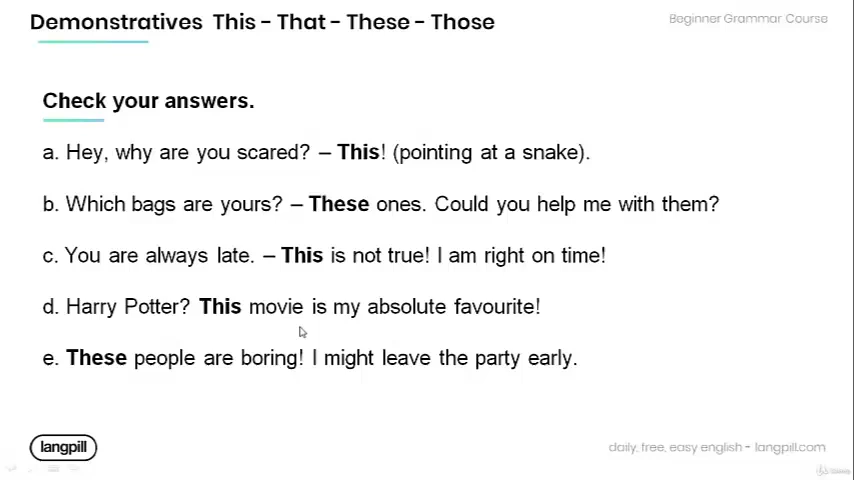 Demonstratives This – That – These – Those
Beginner Grammar Course
Check your answers.
a. Hey, why are you scared? – This! (pointing at a snake).
b. Which bags are yours? – These ones. Could you help me with them?
c. You are always late. – This is not true! I am right on time!
d. Harry Potter? This movie is my absolute favourite!
e. These people are boring! I might leave the party early.
langpill
daily, free, easy english - langpill.com